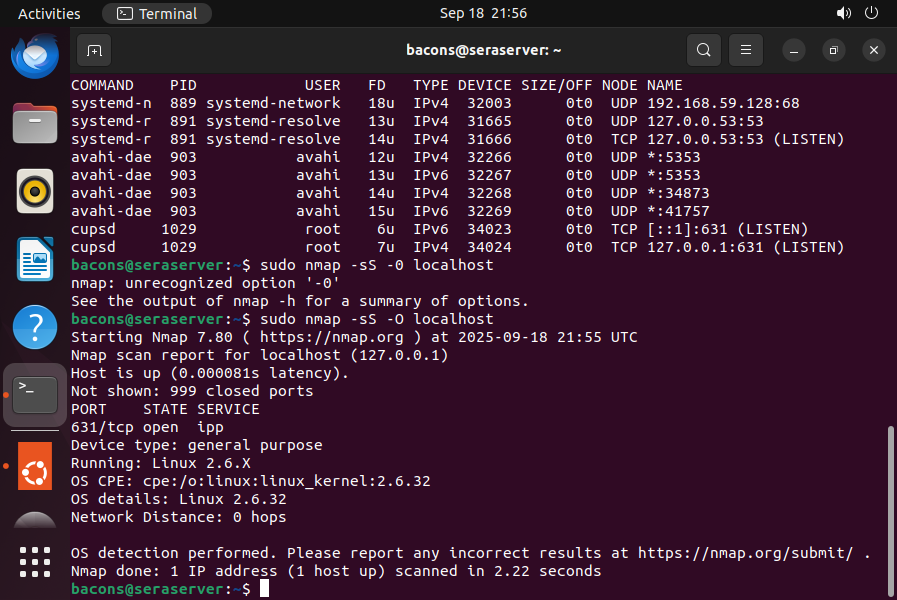 Activities
Terminal
Sep 18 21:56
bacons@seraserver: ~
COMMAND    PID            USER   FD   TYPE DEVICE SIZE/OFF NODE NAME
systemd-n  889 systemd-network   18u  IPv4  32003      0t0  UDP 192.168.59.128:68
systemd-r  891 systemd-resolve   13u  IPv4  31665      0t0  UDP 127.0.0.53:53
systemd-r  891 systemd-resolve   14u  IPv4  31666      0t0  TCP 127.0.0.53:53 (LISTEN)
avahi-dae  903           avahi   12u  IPv4  32266      0t0  UDP *:5353
avahi-dae  903           avahi   13u  IPv6  32267      0t0  UDP *:5353
avahi-dae  903           avahi   14u  IPv4  32268      0t0  UDP *:34873
avahi-dae  903           avahi   15u  IPv6  32269      0t0  UDP *:41757
cupsd     1029            root    6u  IPv6  34023      0t0  TCP [::1]:631 (LISTEN)
cupsd     1029            root    7u  IPv4  34024      0t0  TCP 127.0.0.1:631 (LISTEN)
bacons@seraserver:~$ sudo nmap -sS -0 localhost
nmap: unrecognized option '-0'
See the output of nmap -h for a summary of options.
bacons@seraserver:~$ sudo nmap -sS -O localhost
Starting Nmap 7.80 ( https://nmap.org ) at 2025-09-18 21:55 UTC
Nmap scan report for localhost (127.0.0.1)
Host is up (0.000081s latency).
Not shown: 999 closed ports
PORT    STATE SERVICE
631/tcp open  ipp
Device type: general purpose
Running: Linux 2.6.X
OS CPE: cpe:/o:linux:linux_kernel:2.6.32
OS details: Linux 2.6.32
Network Distance: 0 hops
OS detection performed. Please report any incorrect results at https://nmap.org/submit/ .
Nmap done: 1 IP address (1 host up) scanned in 2.22 seconds
bacons@seraserver:~$